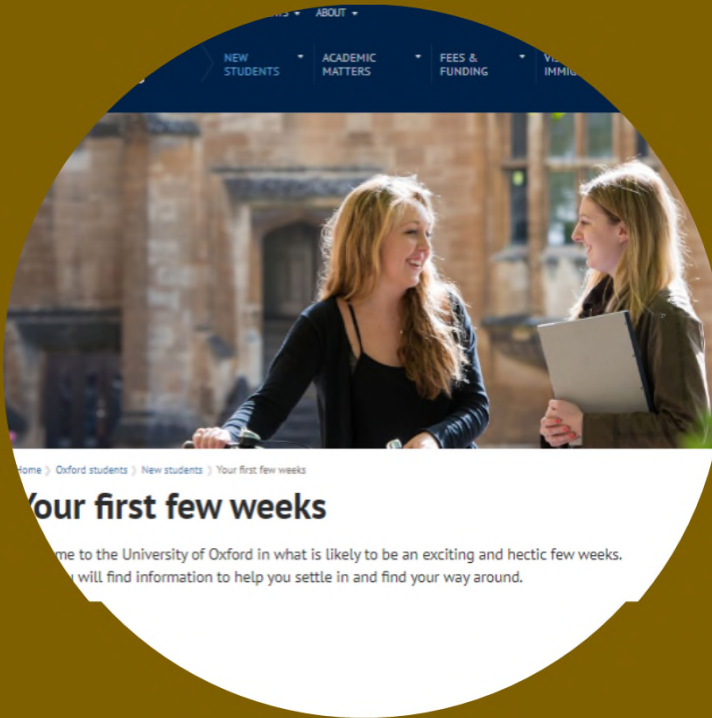 ABOUT
NEW
STUDENTS
ACADEMIC
MATTERS
FEES &
FUNDING
Home › Oxford students › New students › Your first few weeks
Your first few weeks
me to the University of Oxford in what is likely to be an exciting and hectic few weeks.
will find information to help you settle in and find your way around.